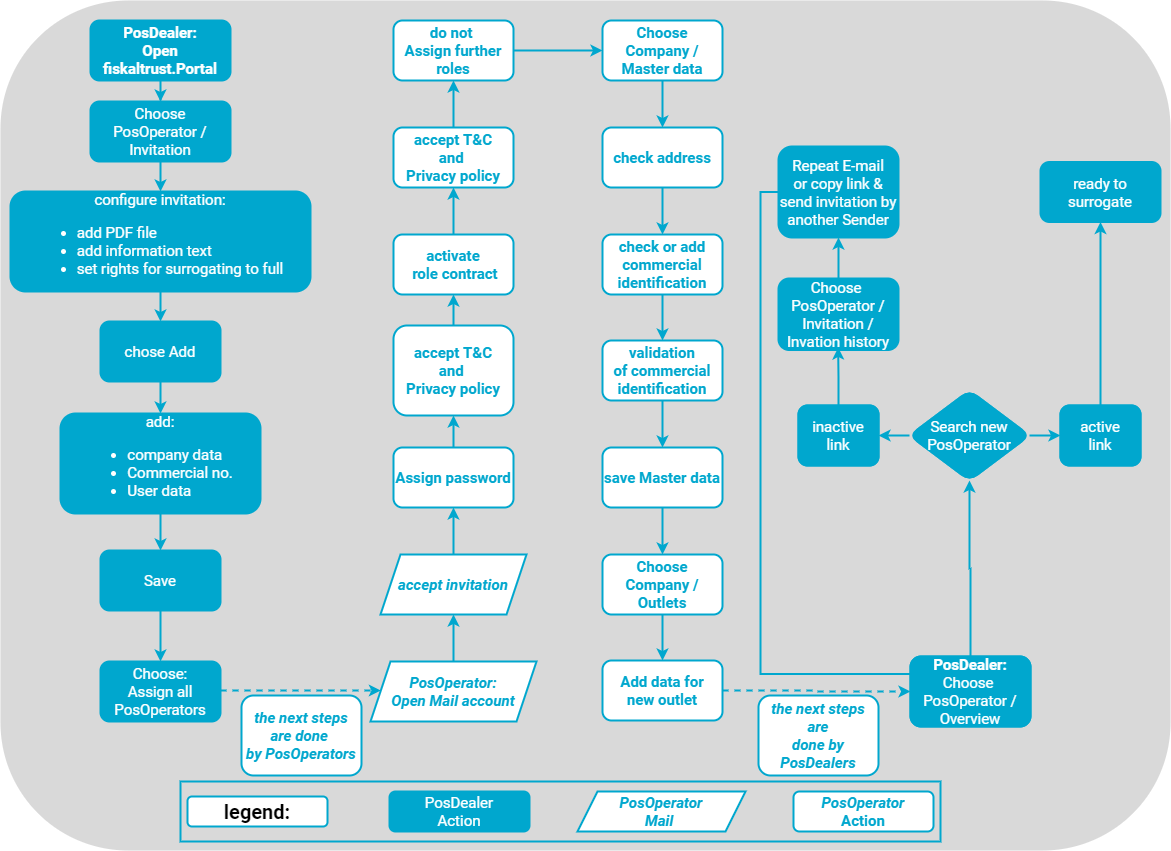 PosDealer:
Open
fiskaltrust.Portal
Choose
PosOperator /
Invitation
configure invitation:
• add PDF file
• add information text
• set rights for surrogating to full
chose Add
add:
• company data
• Commercial no.
• User data
Save
Choose:
Assign all
PosOperators
the next steps
are done
by PosOperators
PosOperator:
Open Mail account
accept invitation
Assign password
accept T&C
and
Privacy policy
activate
role contract
accept T&C
and
Privacy policy
do not
Assign further
roles
Choose
Company /
Master data
check address
check or add
commercial
identification
validation
of commercial
identification
save Master data
Choose
Company /
Outlets
Add data for
new outlet
the next steps
are
done by
PosDealers
PosDealer:
Choose
PosOperator /
Overview
Search new
PosOperator
inactive
link
Choose
PosOperator /
Invitation /
Invation history
Repeat E-mail
or copy link &
send invitation by
another Sender
active
link
ready to
surrogate
legend:
PosDealer
Action
PosOperator
Mail
PosOperator
Action